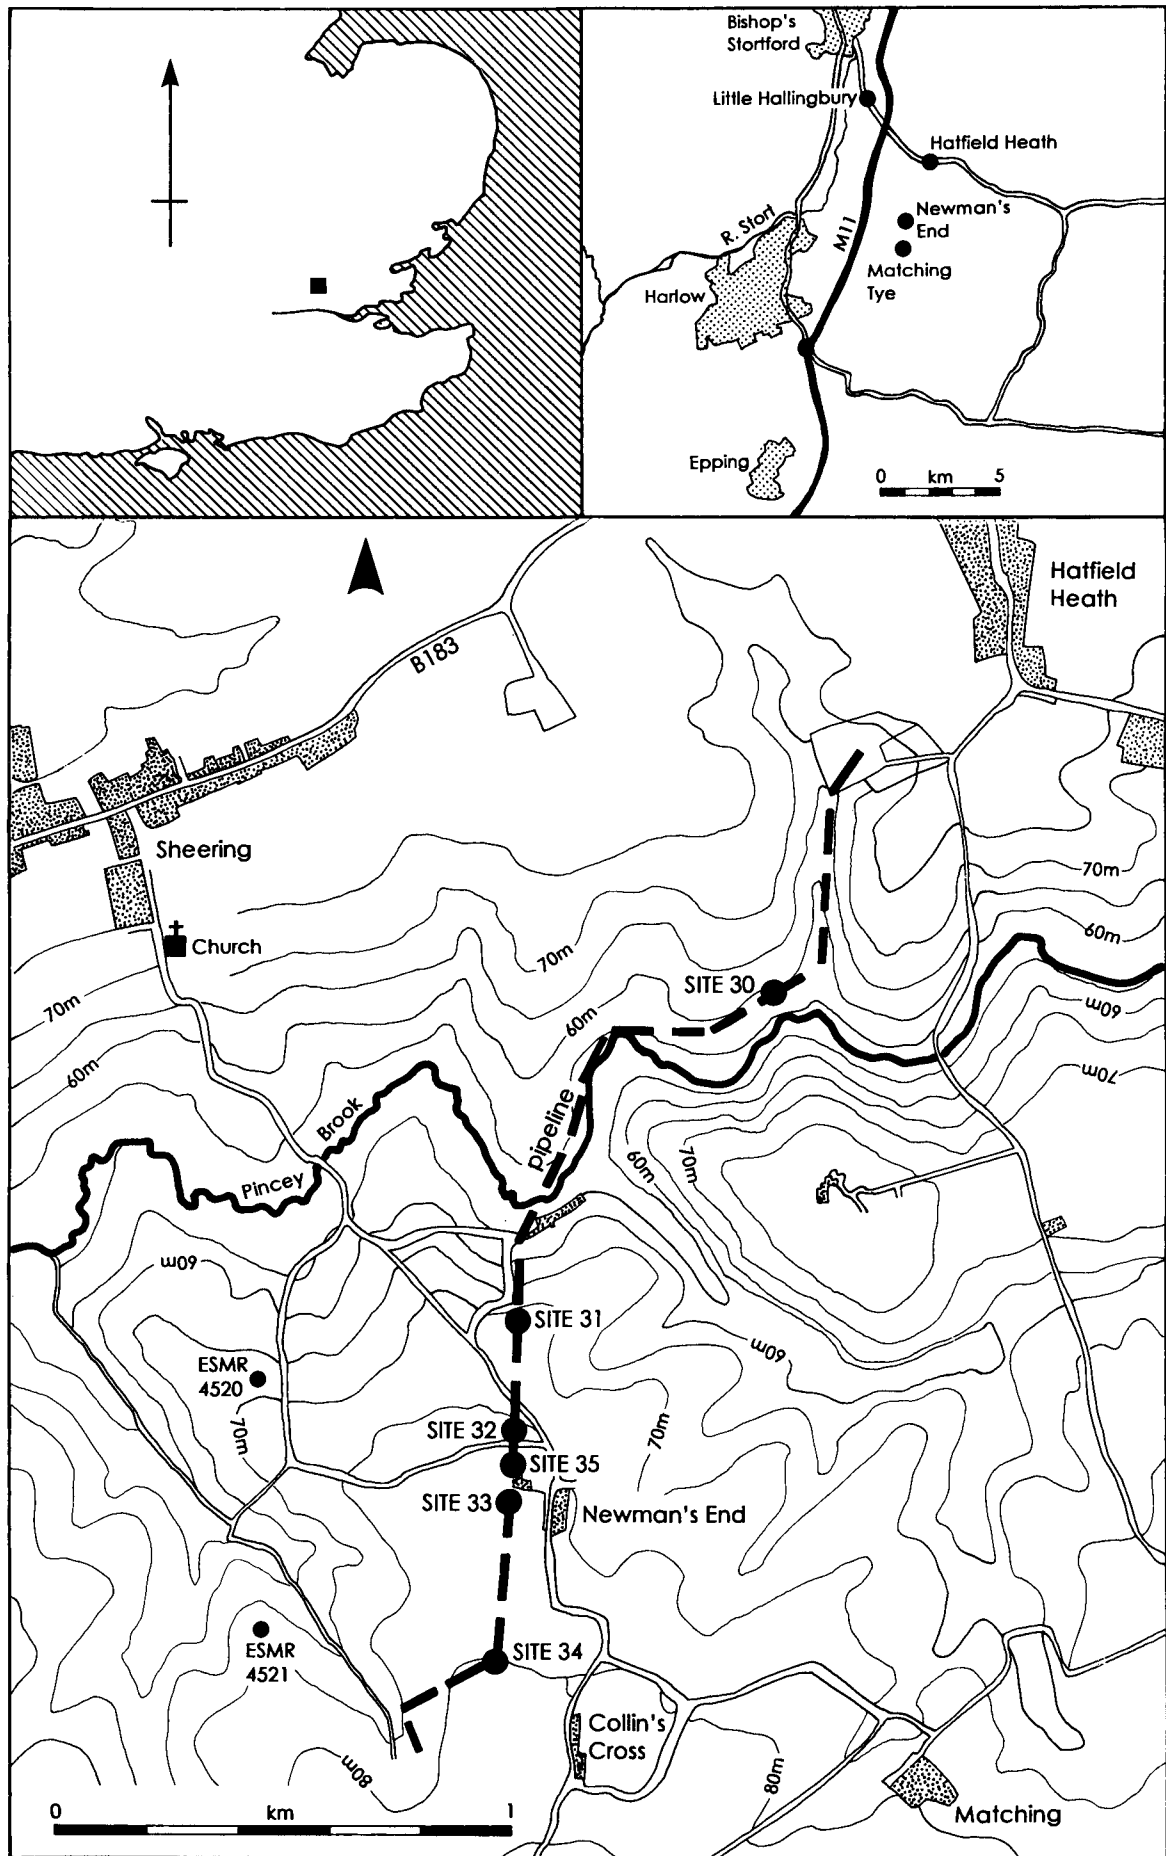 Bishop's
Stortford
Little Hallingbury
Hatfield Heath
Newman's
End
R. Stort
M11
Matching
Tye
Harlow
Epping
0 km 5
Hatfield
Heath
B183
Sheering
Church
70m
60m
70m
SITE 30
70m
60m
60m
60m
70m
Brook
pipeline
Pincey
60m
70m
60m
SITE 31
60m
ESMR
4520
70m
SITE 32
70m
SITE 35
SITE 33
Newman's End
ESMR
4521
SITE 34
Collin's
Cross
80m
80m
Matching
0 km 1